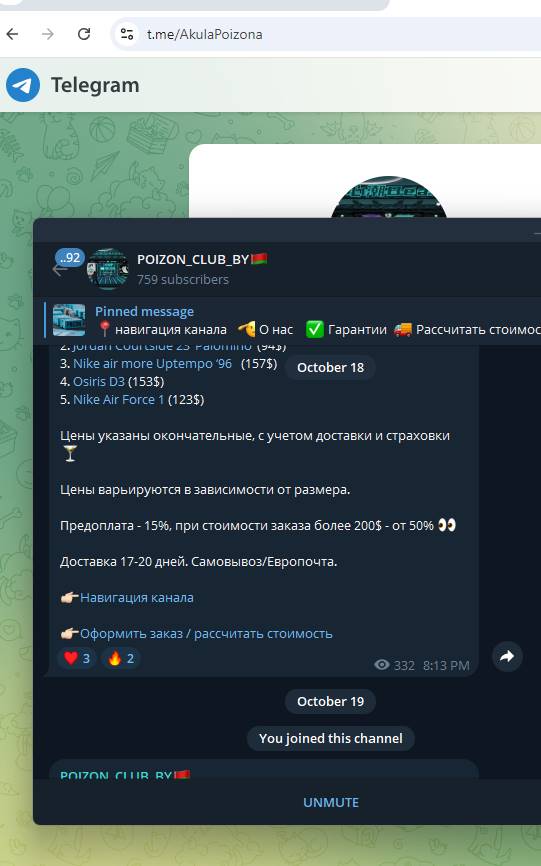 t.me/AkulaPoizona
Telegram
..92
POIZON_CLUB_BY
759 subscribers
Pinned message
📍 навигация канала 🫡 О нас ✅ Гарантии 🚚 Рассчитать стоимос
2. Jordan Courtside 23 'Palomino' (94$)
October 18
3. Nike air more Uptempo ‘96 (157$)
4. Osiris D3 (153$)
5. Nike Air Force 1 (123$)
Цены указаны окончательные, с учетом доставки и страховки
🍸
Цены варьируются в зависимости от размера.
Предоплата - 15%, при стоимости заказа более 200$ - от 50% 👀
Доставка 17-20 дней. Самовывоз/Европочта.
👉🏻Навигация канала
👉🏻Оформить заказ / рассчитать стоимость
❤️ 3 🔥 2
332 8:13 PM
October 19
You joined this channel
POIZON_CLUB_BY
UNMUTE